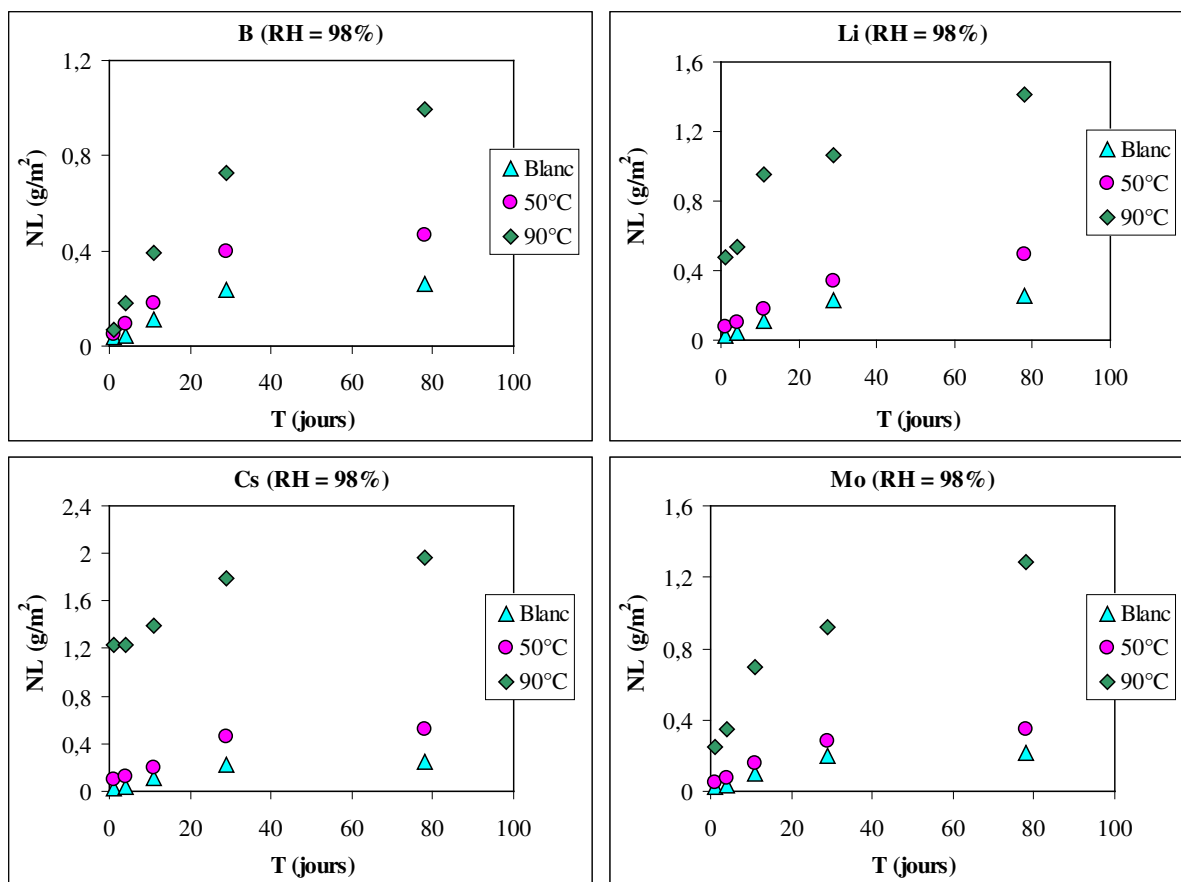 B (RH = 98%)
1,2
0,8
0,4
0
NL (g/m²)
0 20 40 60 80 100
T (jours)
Blanc
50°C
90°C
Li (RH = 98%)
1,6
1,2
0,8
0,4
0
NL (g/m²)
0 20 40 60 80 100
T (jours)
Blanc
50°C
90°C
Cs (RH = 98%)
2,4
2
1,6
1,2
0,8
0,4
0
NL (g/m²)
0 20 40 60 80 100
T (jours)
Blanc
50°C
90°C
Mo (RH = 98%)
1,6
1,2
0,8
0,4
0
NL (g/m²)
0 20 40 60 80 100
T (jours)
Blanc
50°C
90°C